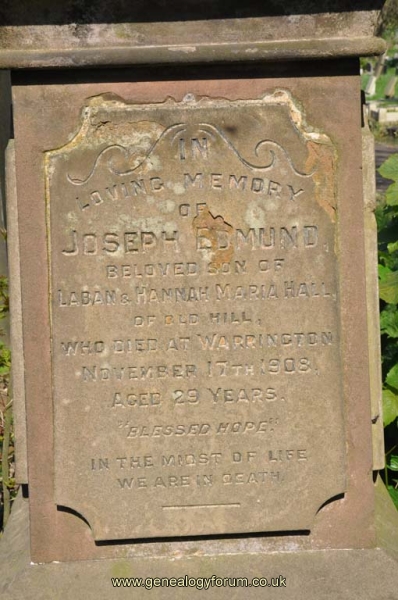 IN
LOVING MEMORY
OF
JOSEPH EDMUND,
BELOVED SON OF
LABAN & HANNAH MARIA HALL,
OF OLD HILL,
WHO DIED AT WARRINGTON
NOVEMBER 17TH 1908.
AGED 29 YEARS.
"BLESSED HOPE!"
IN THE MIDST OF LIFE
WE ARE IN DEATH.
www.genealogyforum.co.uk